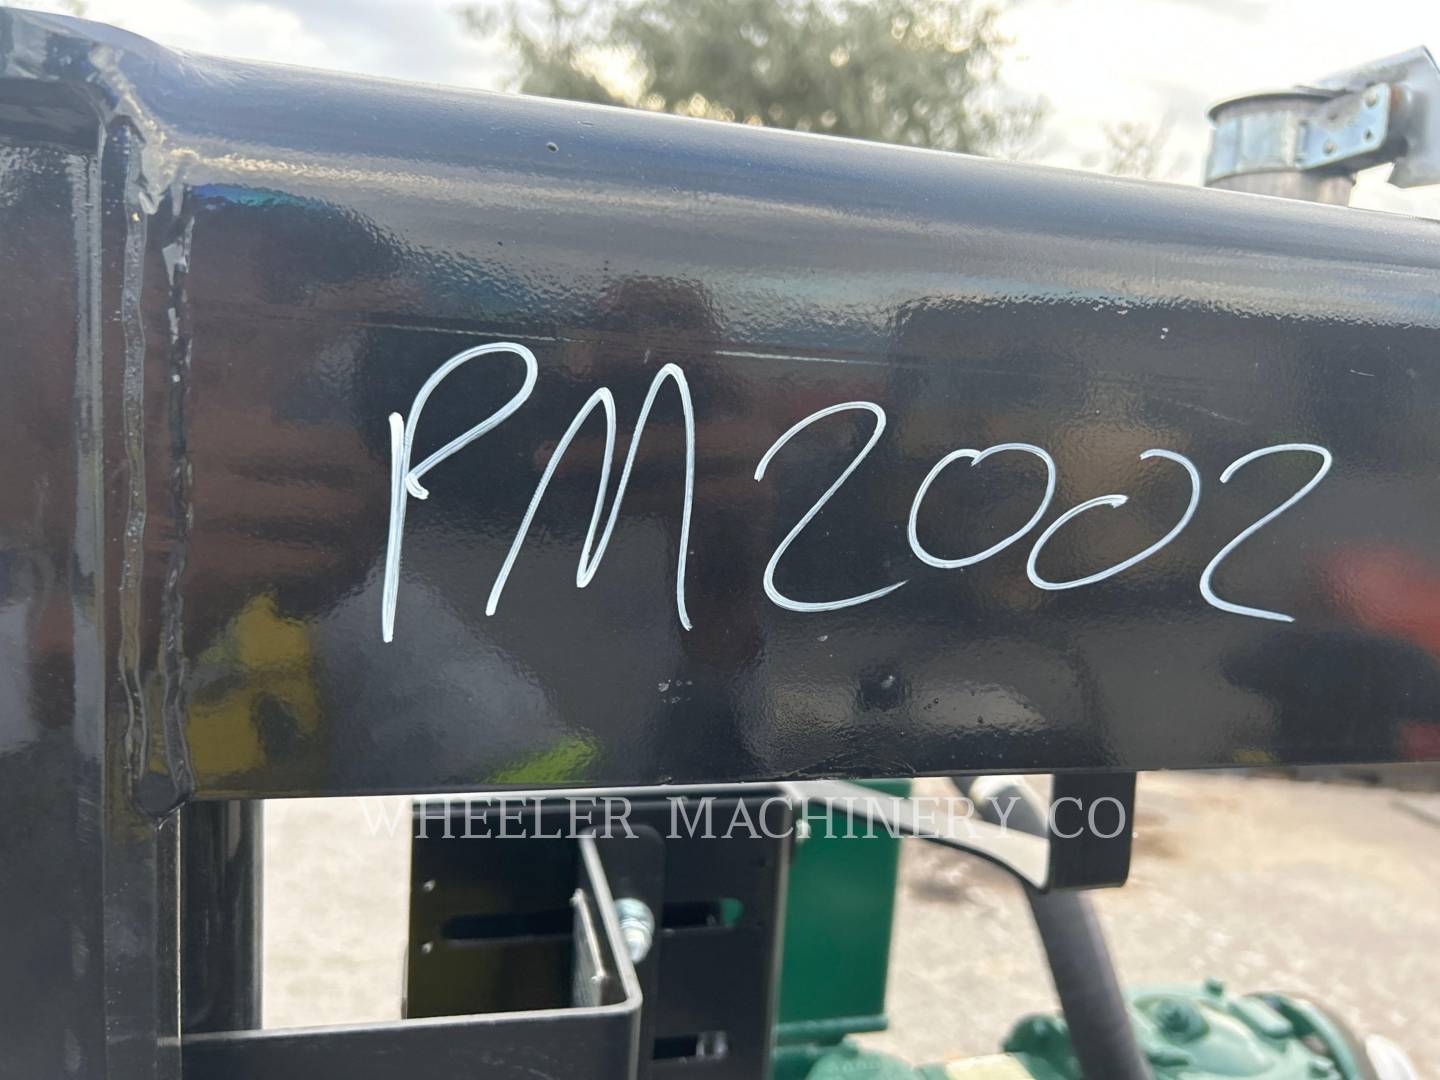 PM2002
WHEELER MACHINERY CO.